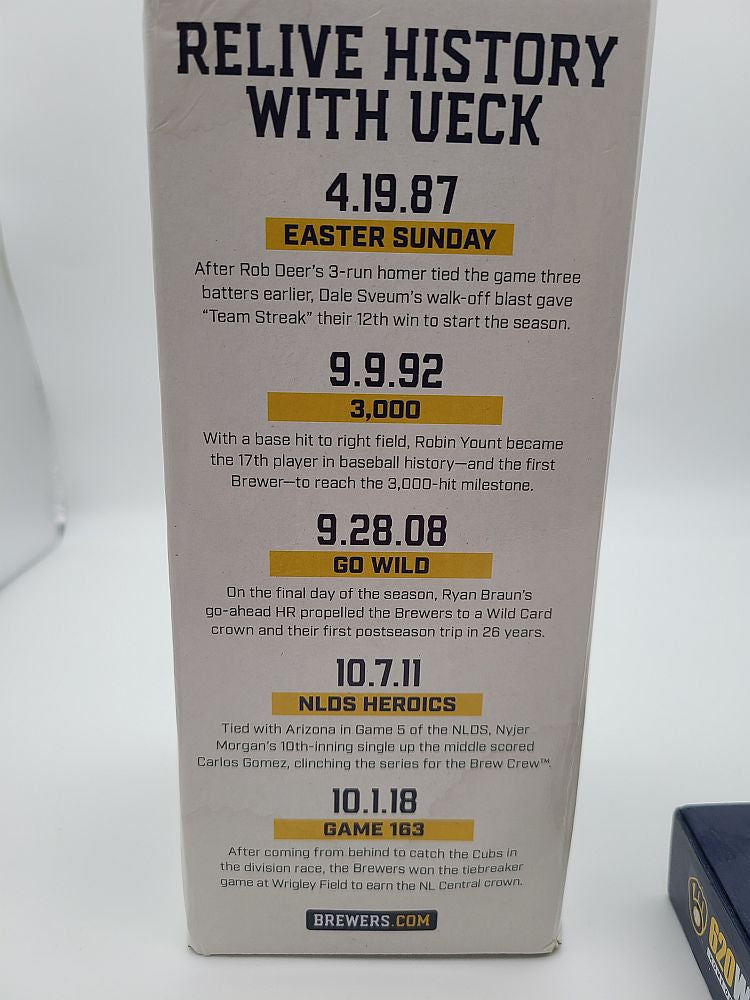 RELIVE HISTORY
WITH UECK
4.19.87
EASTER SUNDAY
After Rob Deer's 3-run homer tied the game three
batters earlier, Dale Sveum's walk-off blast gave
"Team Streak" their 12th win to start the season.
9.9.92
3,000
With a base hit to right field, Robin Yount became
the 17th player in baseball history—and the first
Brewer—to reach the 3,000-hit milestone.
9.28.08
GO WILD
On the final day of the season, Ryan Braun's
go-ahead HR propelled the Brewers to a Wild Card
crown and their first postseason trip in 26 years.
10.7.11
NLDS HEROICS
Tied with Arizona in Game 5 of the NLDS, Nyjer
Morgan's 10th-inning single up the middle scored
Carlos Gomez, clinching the series for the Brew Crew™.
10.1.18
GAME 163
After coming from behind to catch the Cubs in
the division race, the Brewers won the tiebreaker
game at Wrigley Field to earn the NL Central crown.
BREWERS.COM
620